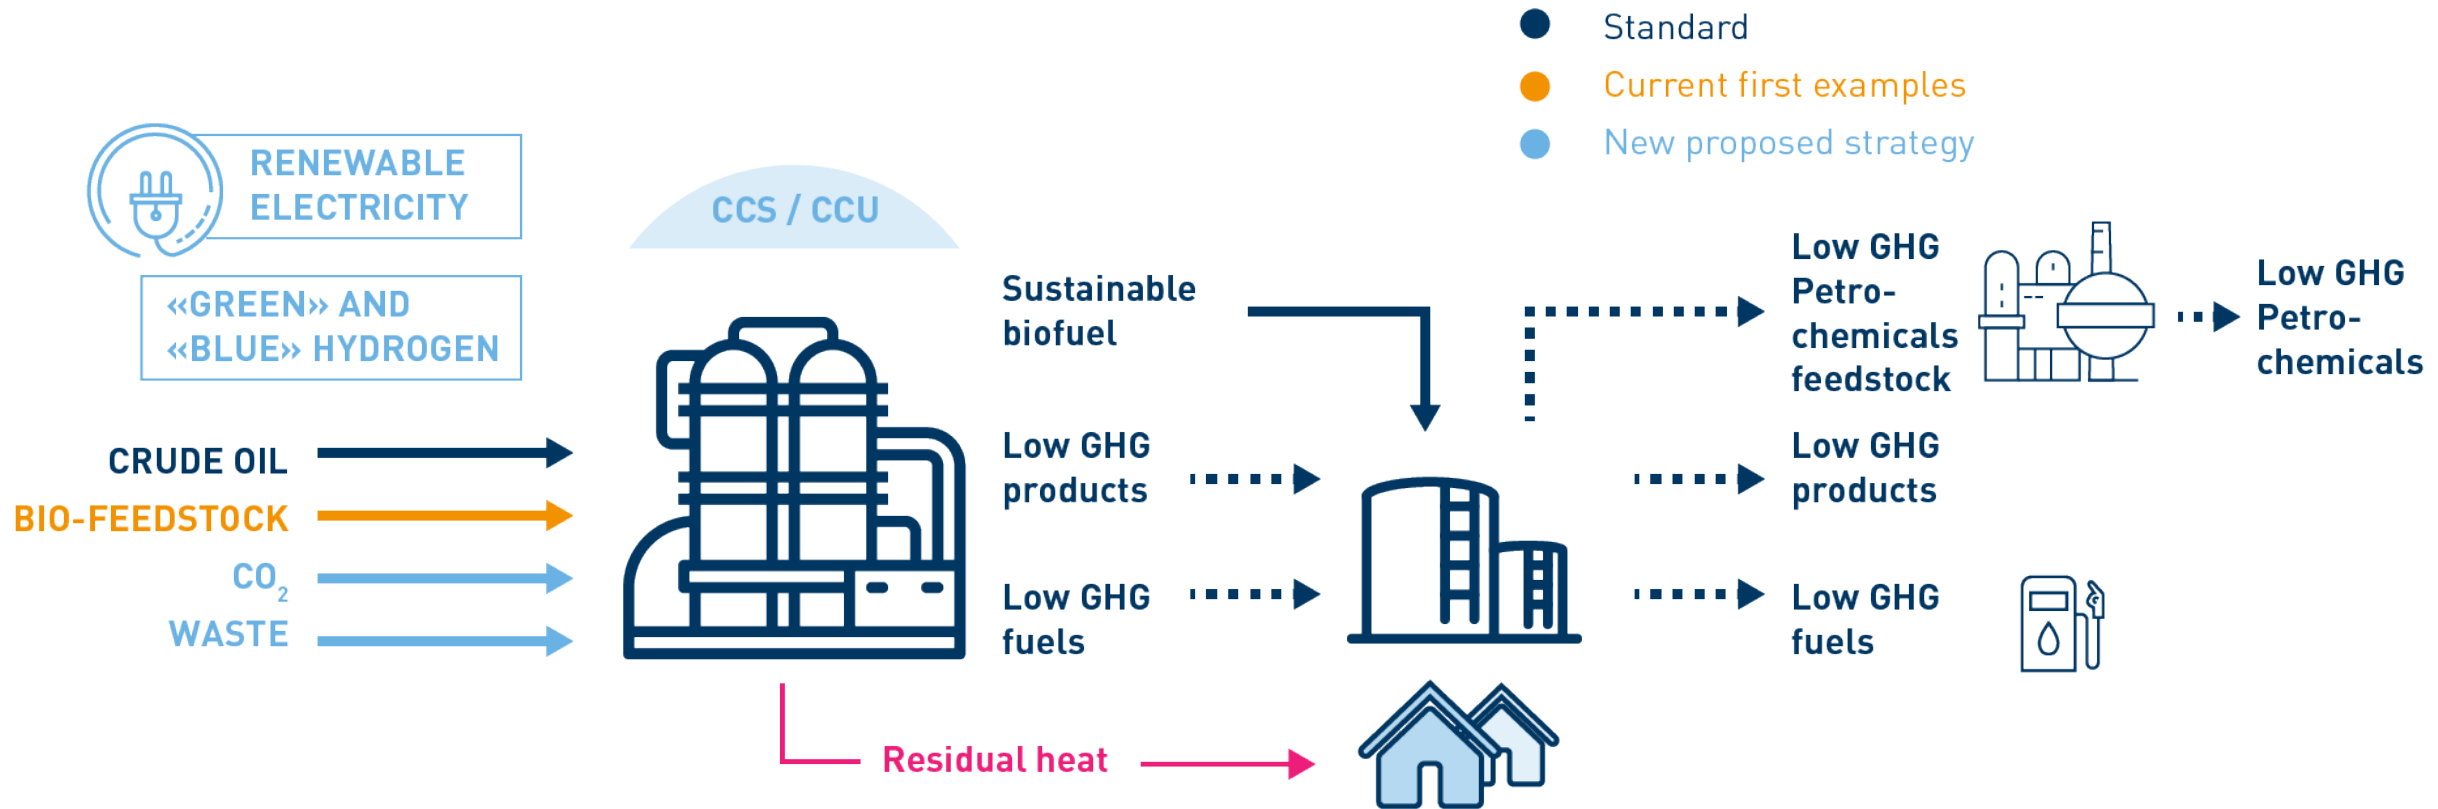 Standard
Current first examples
New proposed strategy
RENEWABLE
ELECTRICITY
«GREEN» AND
«BLUE» HYDROGEN
CRUDE OIL
BIO-FEEDSTOCK
CO₂
WASTE
CCS / CCU
Sustainable
biofuel
Low GHG
products
Low GHG
fuels
Residual heat
Low GHG
Petro-
chemicals
feedstock
Low GHG
products
Low GHG
fuels
Low GHG
Petro-
chemicals